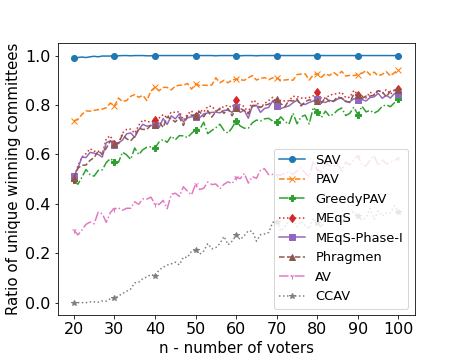 Ratio of unique winning committees
1.0
0.8
0.6
0.4
0.2
0.0
SAV
PAV
GreedyPAV
MEqS
MEqS-Phase-I
Phragmen
AV
CCAV
20 30 40 50 60 70 80 90 100
n - number of voters